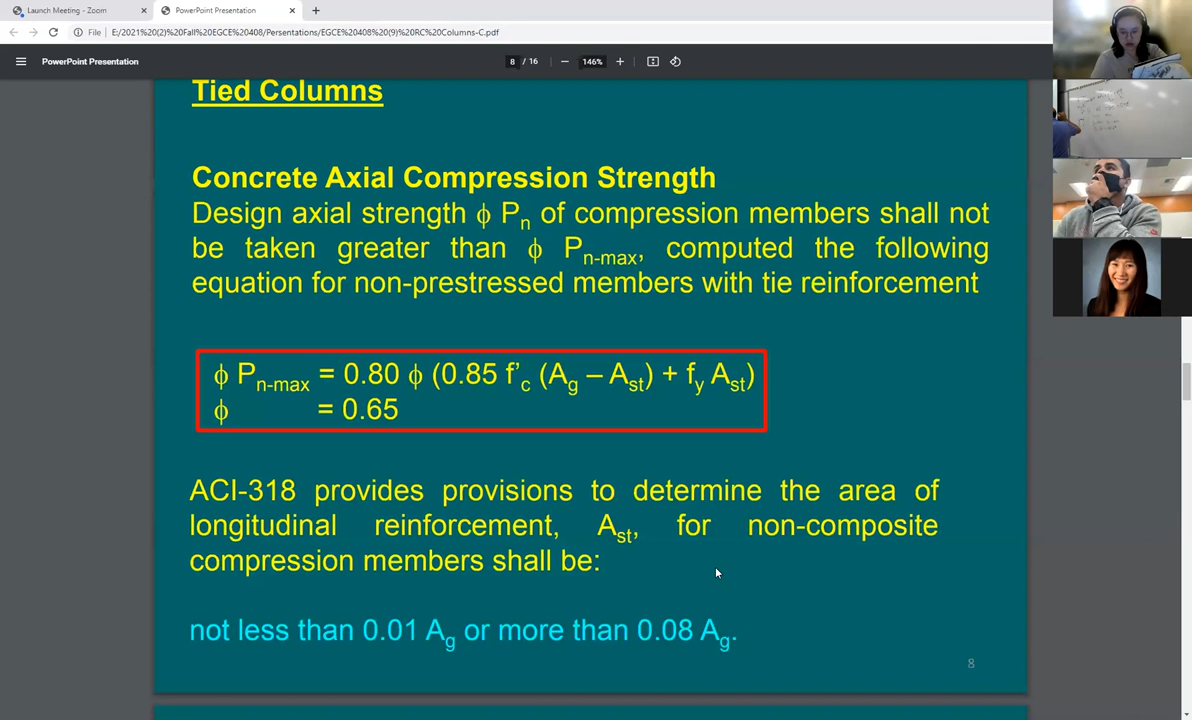 Launch Meeting - Zoom
PowerPoint Presentation
File E:/2021%20(2)%20Fall%20EGCE%20408/Persentations/EGCE%20408%20(9)%20RC%20Columns-C.pdf
PowerPoint Presentation
8 / 16
146%
Tied Columns
Concrete Axial Compression Strength
Design axial strength ϕ Pn of compression members shall not
be taken greater than ϕ Pn-max, computed the following
equation for non-prestressed members with tie reinforcement
ϕ Pn-max = 0.80 ϕ (0.85 f'c (Ag – Ast) + fy Ast)
ϕ = 0.65
ACI-318 provides provisions to determine the area of
longitudinal reinforcement, Ast, for non-composite
compression members shall be:
not less than 0.01 Ag or more than 0.08 Ag.
8